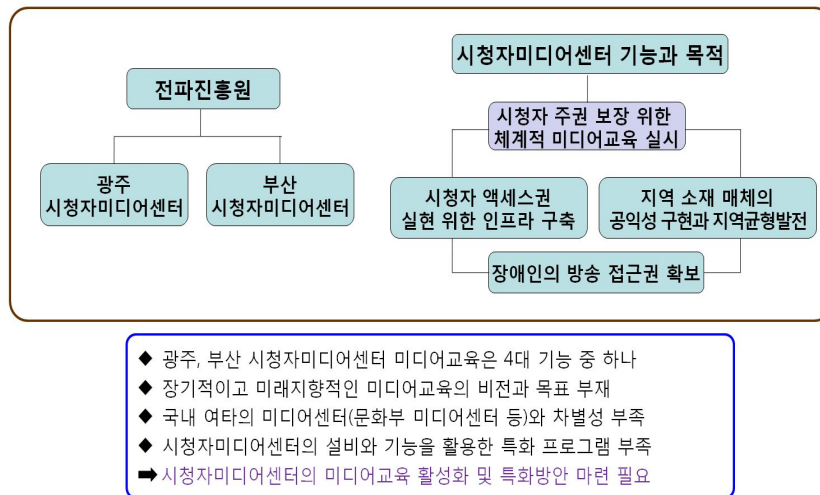 전파진흥원
광주
시청자미디어센터
부산
시청자미디어센터
시청자미디어센터 기능과 목적
시청자 주권 보장 위한
체계적 미디어교육 실시
시청자 액세스권
실현 위한 인프라 구축
지역 소재 매체의
공익성 구현과 지역균형발전
장애인의 방송 접근권 확보
◆ 광주, 부산 시청자미디어센터 미디어교육은 4대 기능 중 하나
◆ 장기적이고 미래지향적인 미디어교육의 비전과 목표 부재
◆ 국내 여타의 미디어센터(문화부 미디어센터 등)와 차별성 부족
◆ 시청자미디어센터의 설비와 기능을 활용한 특화 프로그램 부족
➡ 시청자미디어센터의 미디어교육 활성화 및 특화방안 마련 필요